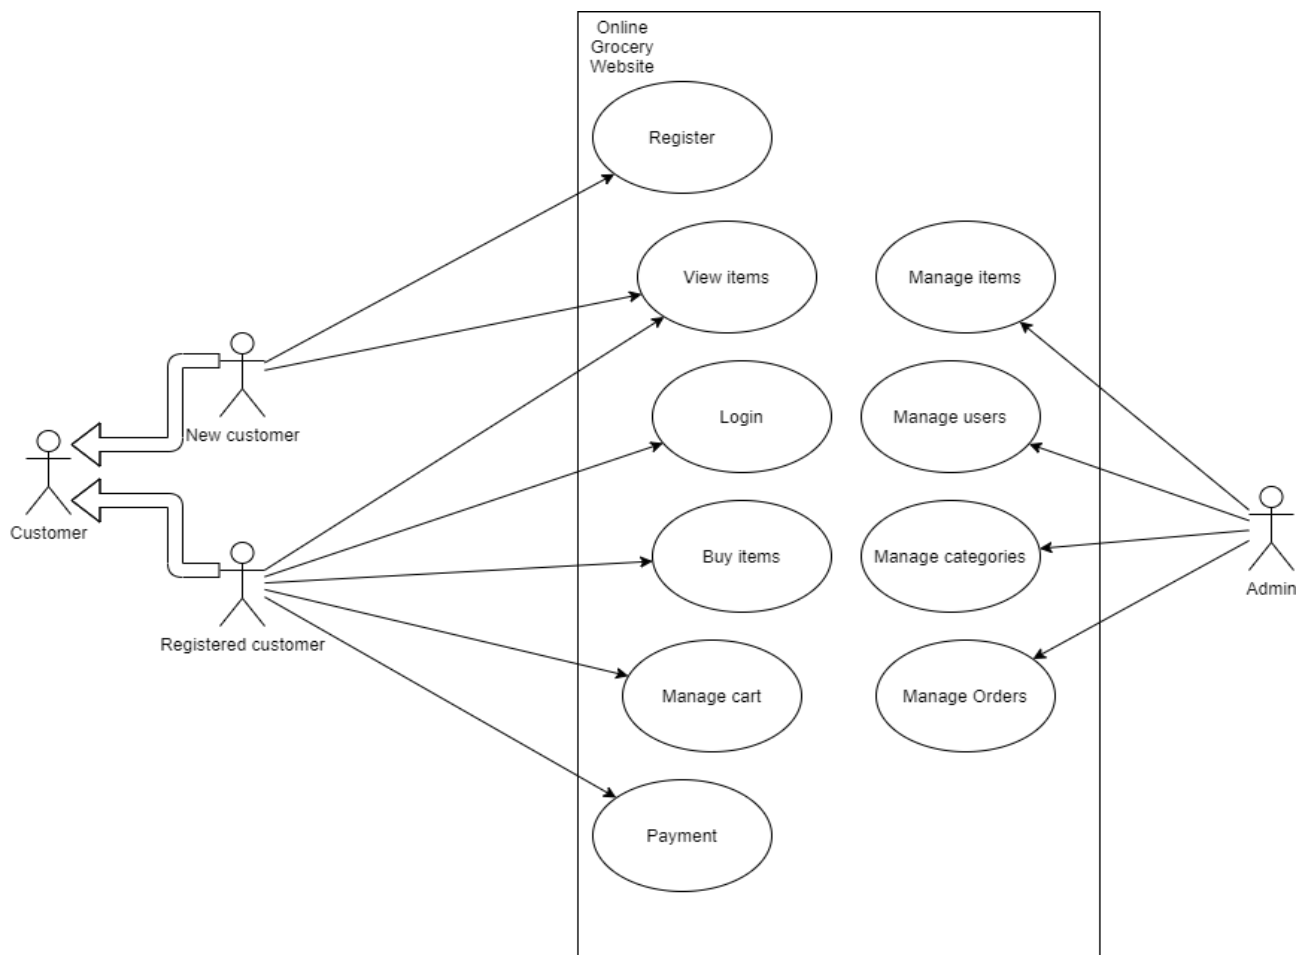 Online
Grocery
Website
Register
View items
Manage items
Login
Manage users
New customer
Customer
Buy items
Manage categories
Admin
Registered customer
Manage cart
Manage Orders
Payment